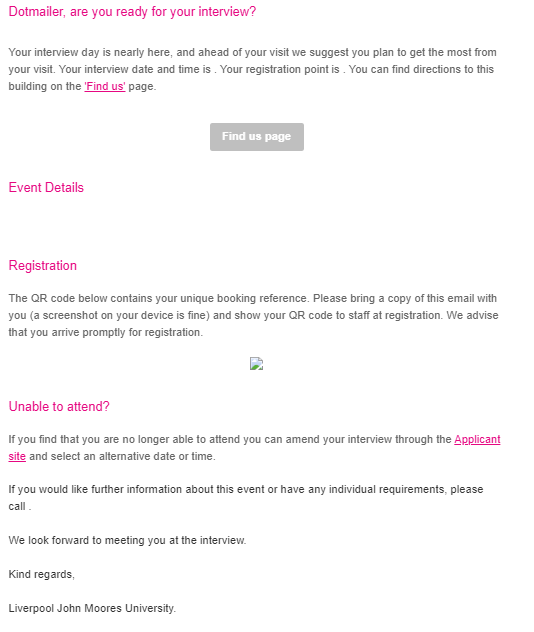 Dotmailer, are you ready for your interview?
Your interview day is nearly here, and ahead of your visit we suggest you plan to get the most from
your visit. Your interview date and time is . Your registration point is . You can find directions to this
building on the 'Find us' page.
Find us page
Event Details
Registration
The QR code below contains your unique booking reference. Please bring a copy of this email with
you (a screenshot on your device is fine) and show your QR code to staff at registration. We advise
that you arrive promptly for registration.
Unable to attend?
If you find that you are no longer able to attend you can amend your interview through the Applicant
site and select an alternative date or time.
If you would like further information about this event or have any individual requirements, please
call .
We look forward to meeting you at the interview.
Kind regards,
Liverpool John Moores University.